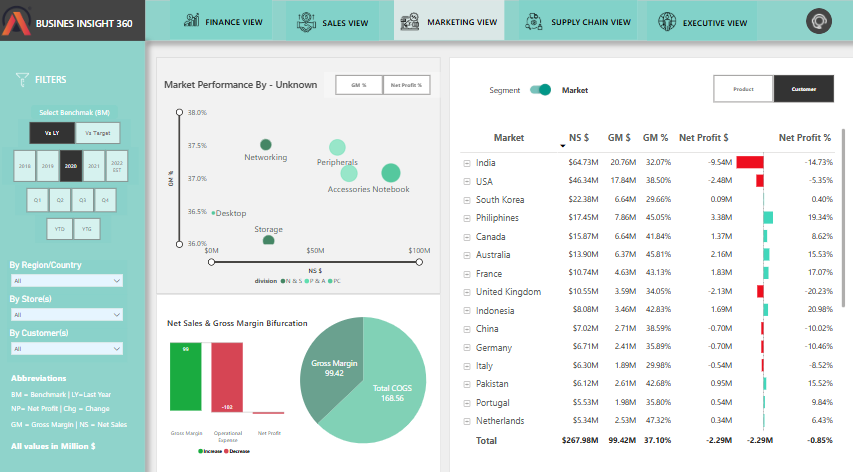 BUSINES INSIGHT 360
FINANCE VIEW
SALES VIEW
MARKETING VIEW
SUPPLY CHAIN VIEW
EXECUTIVE VIEW
FILTERS
Select Benchmak (BM)
Vs LY
Vs Target
2018
2019
2020
2021
2022 EST
Q1
Q2
Q3
Q4
YTD
YTG
By Region/Country
All
By Store(s)
All
By Customer(s)
All
Abbreviations
BM = Benchmark | LY=Last Year
NP= Net Profit | Chg = Change
GM = Gross Margin | NS = Net Sales
All values in Million $
Market Performance By - Unknown
GM %
Net Profit %
GM %
38.0%
37.5%
37.0%
36.5%
36.0%
Networking
Peripherals
Accessories Notebook
Desktop
Storage
$0M
$50M
$100M
NS $
division N & S P & A PC
Net Sales & Gross Margin Bifurcation
99
-102
Gross Margin
Operational Expense
Net Profit
Increase Decrease
Gross Margin
99.42
Total COGS
168.56
Segment
Market
Product
Customer
Market NS $ GM $ GM % Net Profit $ Net Profit %
India $64.73M 20.76M 32.07% -9.54M -14.73%
USA $46.34M 17.84M 38.50% -2.48M -5.35%
South Korea $22.38M 6.64M 29.66% 0.09M 0.40%
Philiphines $17.45M 7.86M 45.05% 3.38M 19.34%
Canada $15.87M 6.64M 41.84% 1.37M 8.62%
Australia $13.90M 6.37M 45.81% 2.16M 15.53%
France $10.74M 4.63M 43.13% 1.83M 17.07%
United Kingdom $10.55M 3.59M 34.05% -2.13M -20.23%
Indonesia $8.08M 3.46M 42.83% 1.69M 20.98%
China $7.02M 2.71M 38.59% -0.70M -10.02%
Germany $6.71M 2.41M 35.89% -0.70M -10.46%
Italy $6.30M 1.89M 29.98% -0.54M -8.52%
Pakistan $6.12M 2.61M 42.68% 0.95M 15.52%
Portugal $5.53M 1.98M 35.80% 0.54M 9.84%
Netherlands $5.34M 2.53M 47.32% 0.34M 6.43%
Total $267.98M 99.42M 37.10% -2.29M -2.29M -0.85%